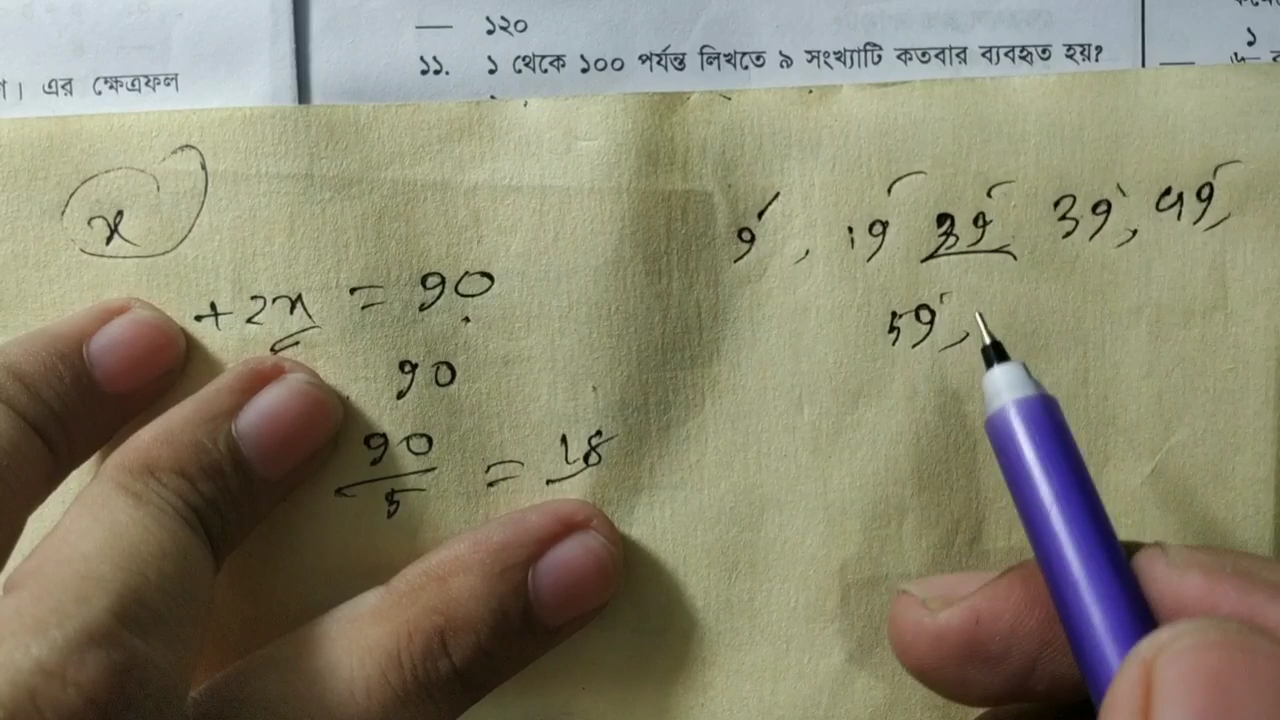 — ১২০
১১. ১ থেকে ১০০ পর্যন্ত লিখতে ৯ সংখ্যাটি কতবার ব্যবহৃত হয়?
। এর ক্ষেত্রফল
১
x
+ 2x = 90
90
90
5
= 18
9, 19 29 39, 49,
59,